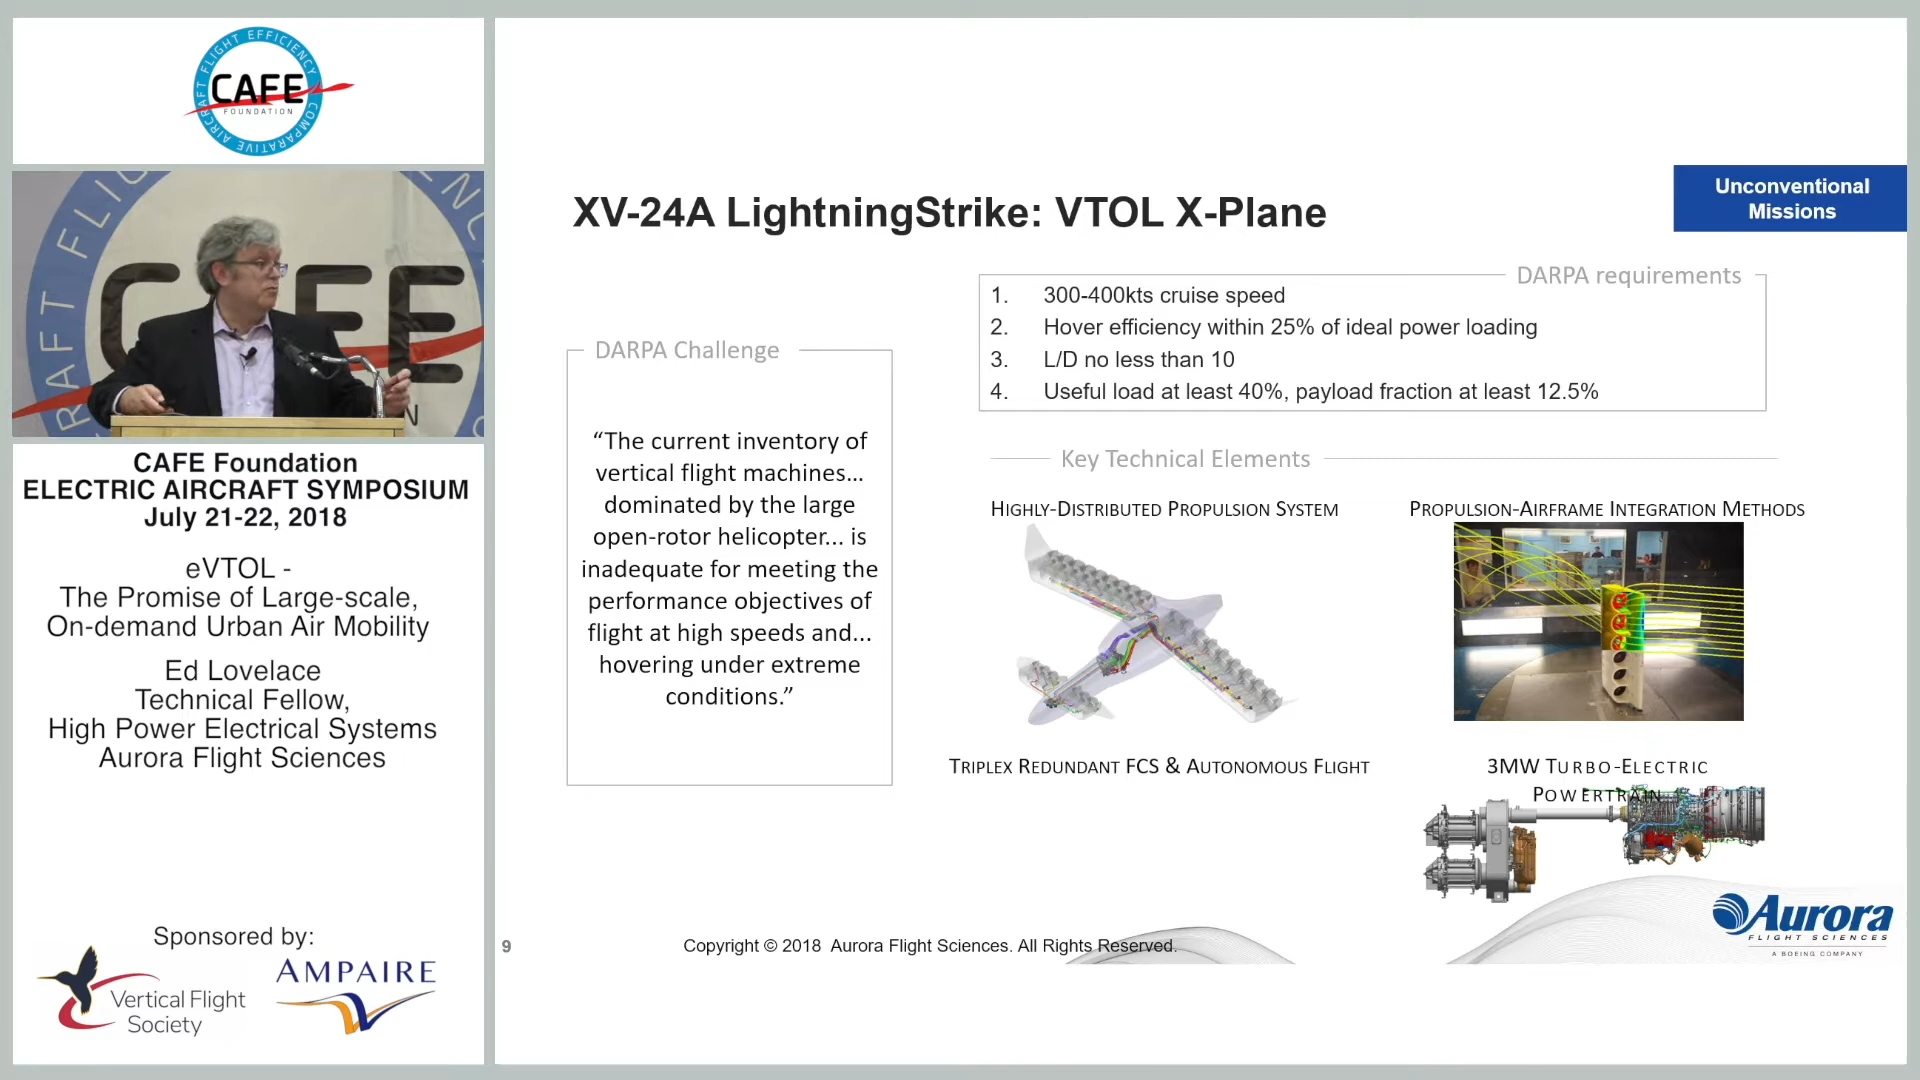 AIRCRAFT FLIGHT EFFICIENCY
CAFE
FOUNDATION
COMPARATIVE
CAFE Foundation
ELECTRIC AIRCRAFT SYMPOSIUM
July 21-22, 2018
eVTOL -
The Promise of Large-scale,
On-demand Urban Air Mobility
Ed Lovelace
Technical Fellow,
High Power Electrical Systems
Aurora Flight Sciences
Sponsored by:
Vertical Flight
Society
AMPAIRE
XV-24A LightningStrike: VTOL X-Plane
Unconventional
Missions
DARPA Challenge
“The current inventory of
vertical flight machines...
dominated by the large
open-rotor helicopter... is
inadequate for meeting the
performance objectives of
flight at high speeds and...
hovering under extreme
conditions.”
DARPA requirements
1. 300-400kts cruise speed
2. Hover efficiency within 25% of ideal power loading
3. L/D no less than 10
4. Useful load at least 40%, payload fraction at least 12.5%
Key Technical Elements
HIGHLY-DISTRIBUTED PROPULSION SYSTEM
PROPULSION-AIRFRAME INTEGRATION METHODS
TRIPLEX REDUNDANT FCS & AUTONOMOUS FLIGHT
3MW TURBO-ELECTRIC
POWERTRAIN
9
Copyright © 2018 Aurora Flight Sciences. All Rights Reserved.
Aurora
FLIGHT SCIENCES
A BOEING COMPANY